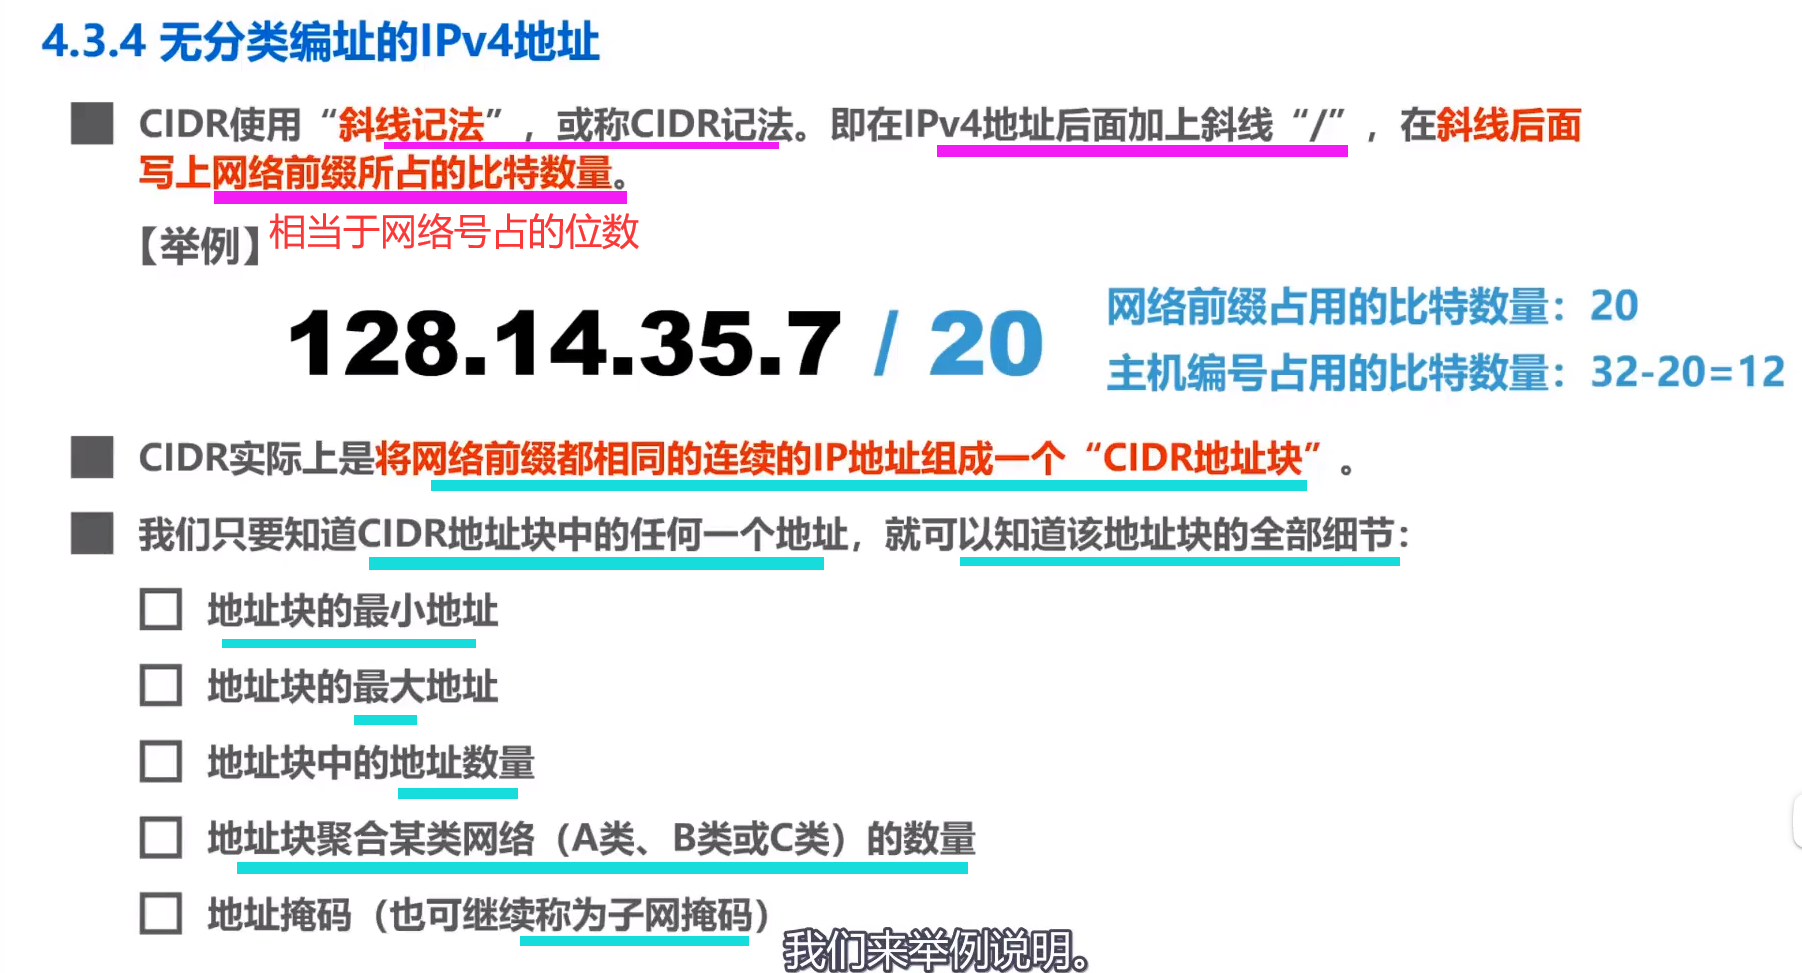 4.3.4 无分类编址的IPv4地址
CIDR使用“斜线记法”，或称CIDR记法。即在IPv4地址后面加上斜线“/”，在斜线后面
写上网络前缀所占的比特数量。
相当于网络号占的位数
【举例】
128.14.35.7 / 20
网络前缀占用的比特数量：20
主机编号占用的比特数量：32-20=12
CIDR实际上是将网络前缀都相同的连续的IP地址组成一个“CIDR地址块”。
我们只要知道CIDR地址块中的任何一个地址，就可以知道该地址块的全部细节：
地址块的最小地址
地址块的最大地址
地址块中的地址数量
地址块聚合某类网络（A类、B类或C类）的数量
地址掩码（也可继续称为子网掩码）
我们来举例说明。